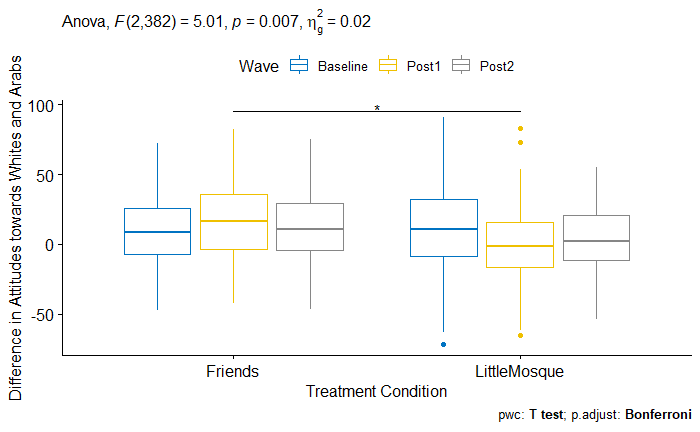 Anova, F(2,382) = 5.01, p = 0.007, η²g = 0.02
Wave Baseline Post1 Post2
Difference in Attitudes towards Whites and Arabs
100
50
0
-50
*
Friends LittleMosque
Treatment Condition
pwc: T test; p.adjust: Bonferroni